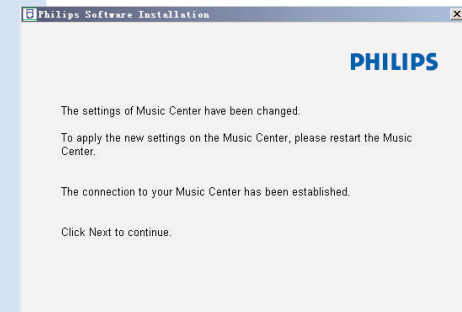 Philips Software Installation
PHILIPS
The settings of Music Center have been changed.
To apply the new settings on the Music Center, please restart the Music
Center.
The connection to your Music Center has been established.
Click Next to continue.